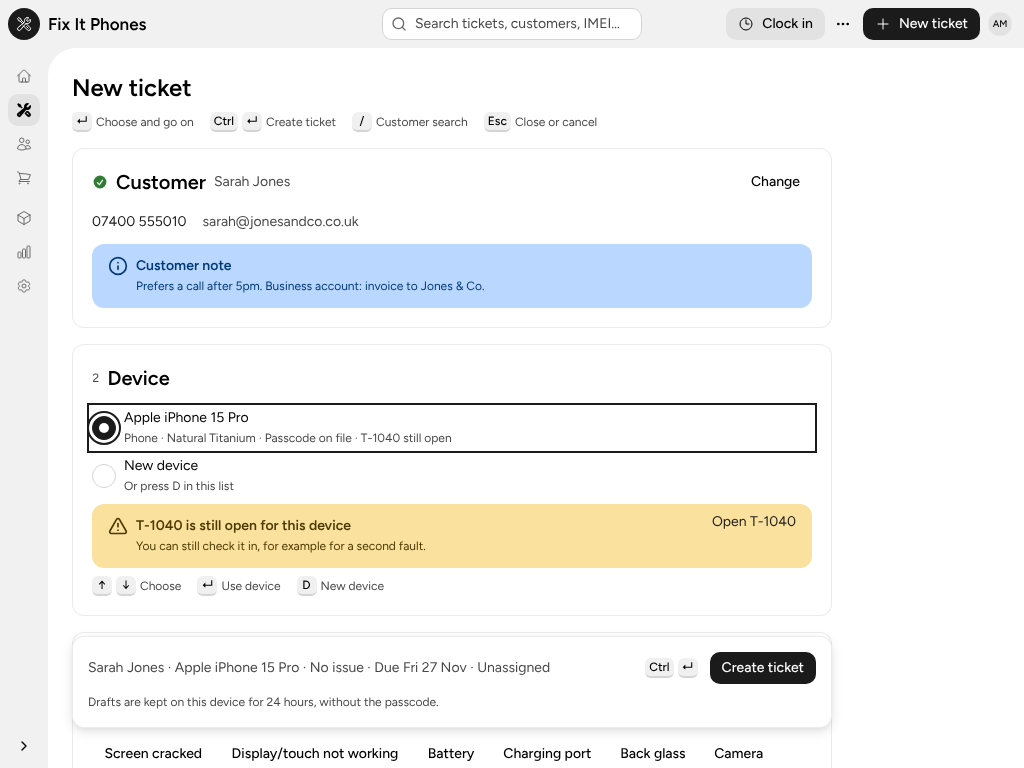 Fix It Phones
Search tickets, customers, IMEI...
Clock in
New ticket
AM
New ticket
Choose and go on
Ctrl
Create ticket
/
Customer search
Esc
Close or cancel
Customer
Sarah Jones
Change
07400 555010
sarah@jonesandco.co.uk
Customer note
Prefers a call after 5pm. Business account: invoice to Jones & Co.
2
Device
Apple iPhone 15 Pro
Phone · Natural Titanium · Passcode on file · T-1040 still open
New device
Or press D in this list
T-1040 is still open for this device
Open T-1040
You can still check it in, for example for a second fault.
↑ ↓ Choose
Use device
D
New device
Sarah Jones · Apple iPhone 15 Pro · No issue · Due Fri 27 Nov · Unassigned
Ctrl
Create ticket
Drafts are kept on this device for 24 hours, without the passcode.
Screen cracked
Display/touch not working
Battery
Charging port
Back glass
Camera